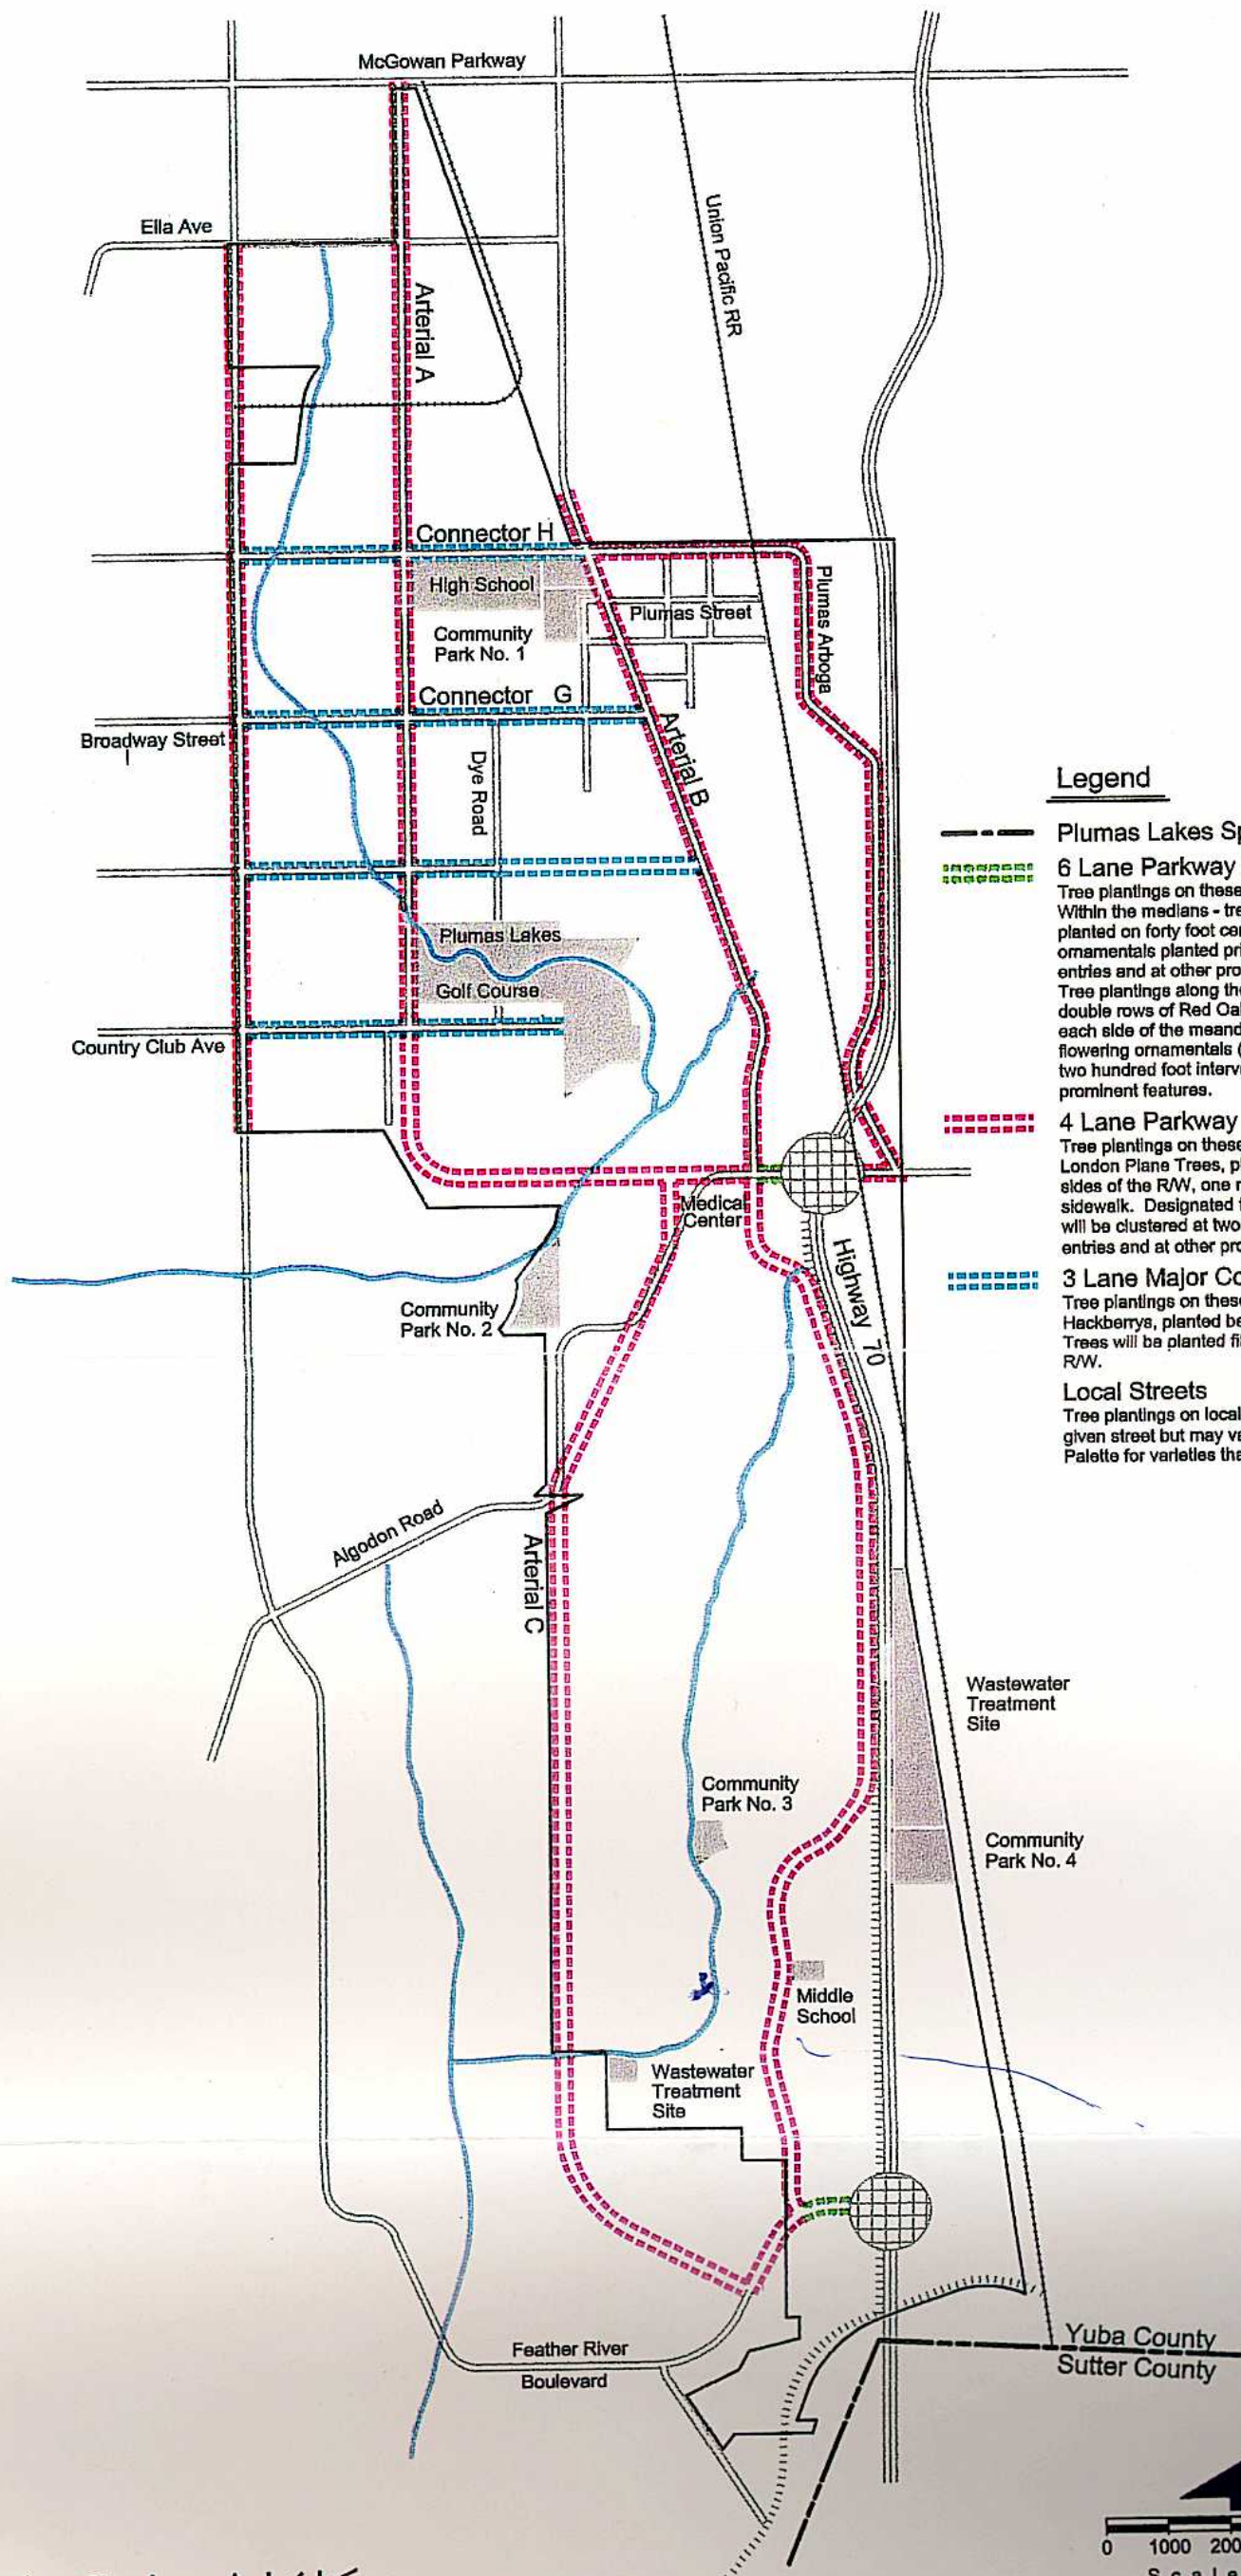 McGowan Parkway
Ella Ave
Union Pacific RR
Arterial A
Connector H
High School
Plumas Street
Plumas Arboga
Community
Park No. 1
Connector G
Broadway Street
Dye Road
Arterial B
Plumas Lakes
Golf Course
Country Club Ave
Medical
Center
Highway 70
Community
Park No. 2
Algodon Road
Arterial C
Wastewater
Treatment
Site
Community
Park No. 3
Community
Park No. 4
Middle
School
Wastewater
Treatment
Site
Feather River
Boulevard
Yuba County
Sutter County
Legend
Plumas Lakes Sp
6 Lane Parkway
Tree plantings on these
Within the medians - tre
planted on forty foot cen
ornamentals planted pri
entries and at other pro
Tree plantings along the
double rows of Red Oa
each side of the meand
flowering ornamentals (
two hundred foot interv
prominent features.
4 Lane Parkway
Tree plantings on these
London Plane Trees, p
sides of the R/W, one r
sidewalk. Designated f
will be clustered at two
entries and at other pro
3 Lane Major Co
Tree plantings on these
Hackberrys, planted be
Trees will be planted fi
R/W.
Local Streets
Tree plantings on local
given street but may va
Palette for varieties tha
0 1000 200
Scale